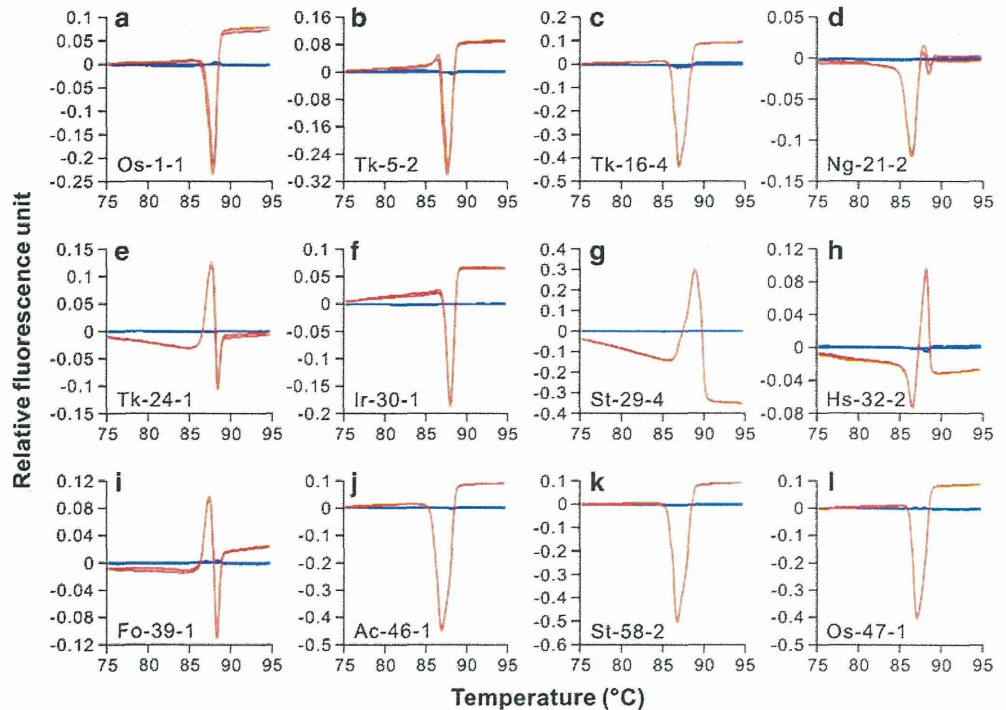 Relative fluorescence unit
a
0.1
0.05
0
-0.05
-0.1
-0.15
-0.2
-0.25
75 80 85 90 95
Os-1-1
b
0.16
0.08
0
-0.08
-0.16
-0.24
-0.32
75 80 85 90 95
Tk-5-2
c
0.2
0.1
0
-0.1
-0.2
-0.3
-0.4
-0.5
75 80 85 90 95
Tk-16-4
d
0.05
0
-0.05
-0.1
-0.15
75 80 85 90 95
Ng-21-2
e
0.15
0.1
0.05
0
-0.05
-0.1
-0.15
75 80 85 90 95
Tk-24-1
f
0.1
0.05
0
-0.05
-0.1
-0.15
-0.2
75 80 85 90 95
Ir-30-1
g
0.4
0.3
0.2
0.1
0
-0.1
-0.2
-0.3
-0.4
75 80 85 90 95
St-29-4
h
0.12
0.08
0.04
0
-0.04
-0.08
75 80 85 90 95
Hs-32-2
i
0.12
0.08
0.04
0
-0.04
-0.08
-0.12
75 80 85 90 95
Fo-39-1
j
0.1
0
-0.1
-0.2
-0.3
-0.4
-0.5
75 80 85 90 95
Ac-46-1
k
0.1
0
-0.1
-0.2
-0.3
-0.4
-0.5
-0.6
75 80 85 90 95
St-58-2
l
0.1
0
-0.1
-0.2
-0.3
-0.4
-0.5
75 80 85 90 95
Os-47-1
Temperature (°C)